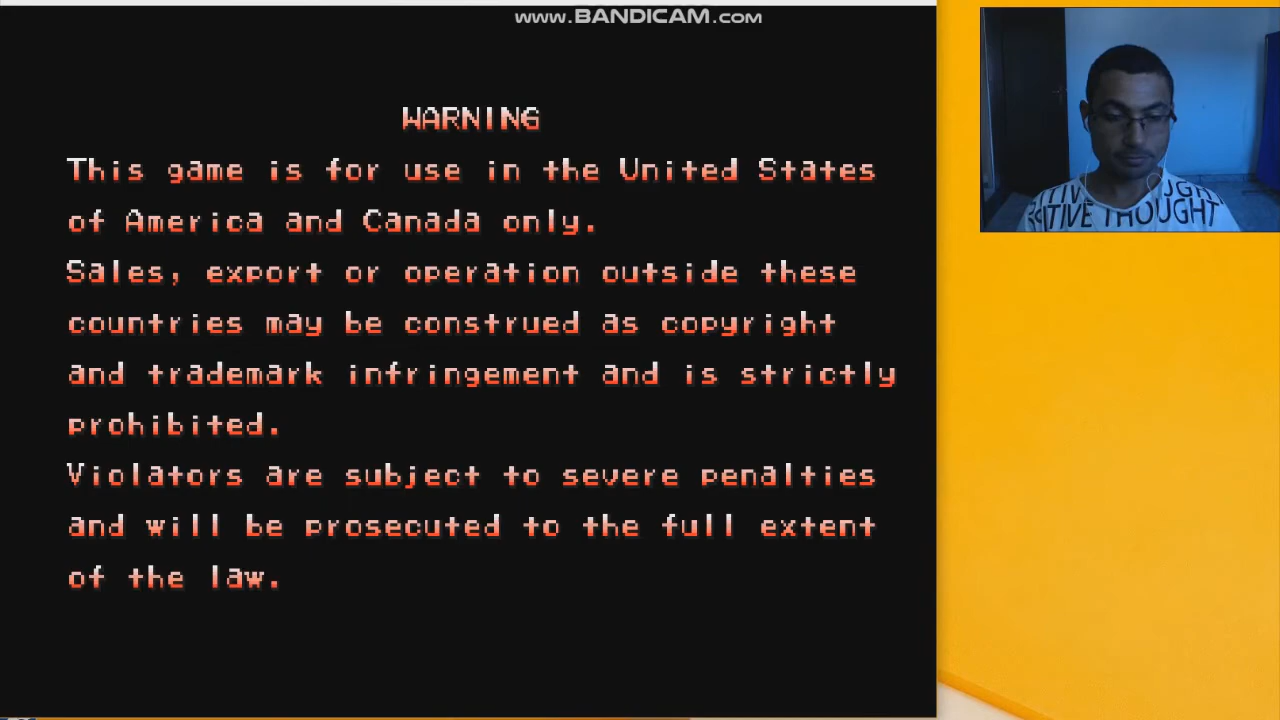 www.BANDICAM.com
WARNING
This game is for use in the United States
of America and Canada only.
Sales, export or operation outside these
countries may be construed as copyright
and trademark infringement and is strictly
prohibited.
Violators are subject to severe penalties
and will be prosecuted to the full extent
of the law.
THOUGHT